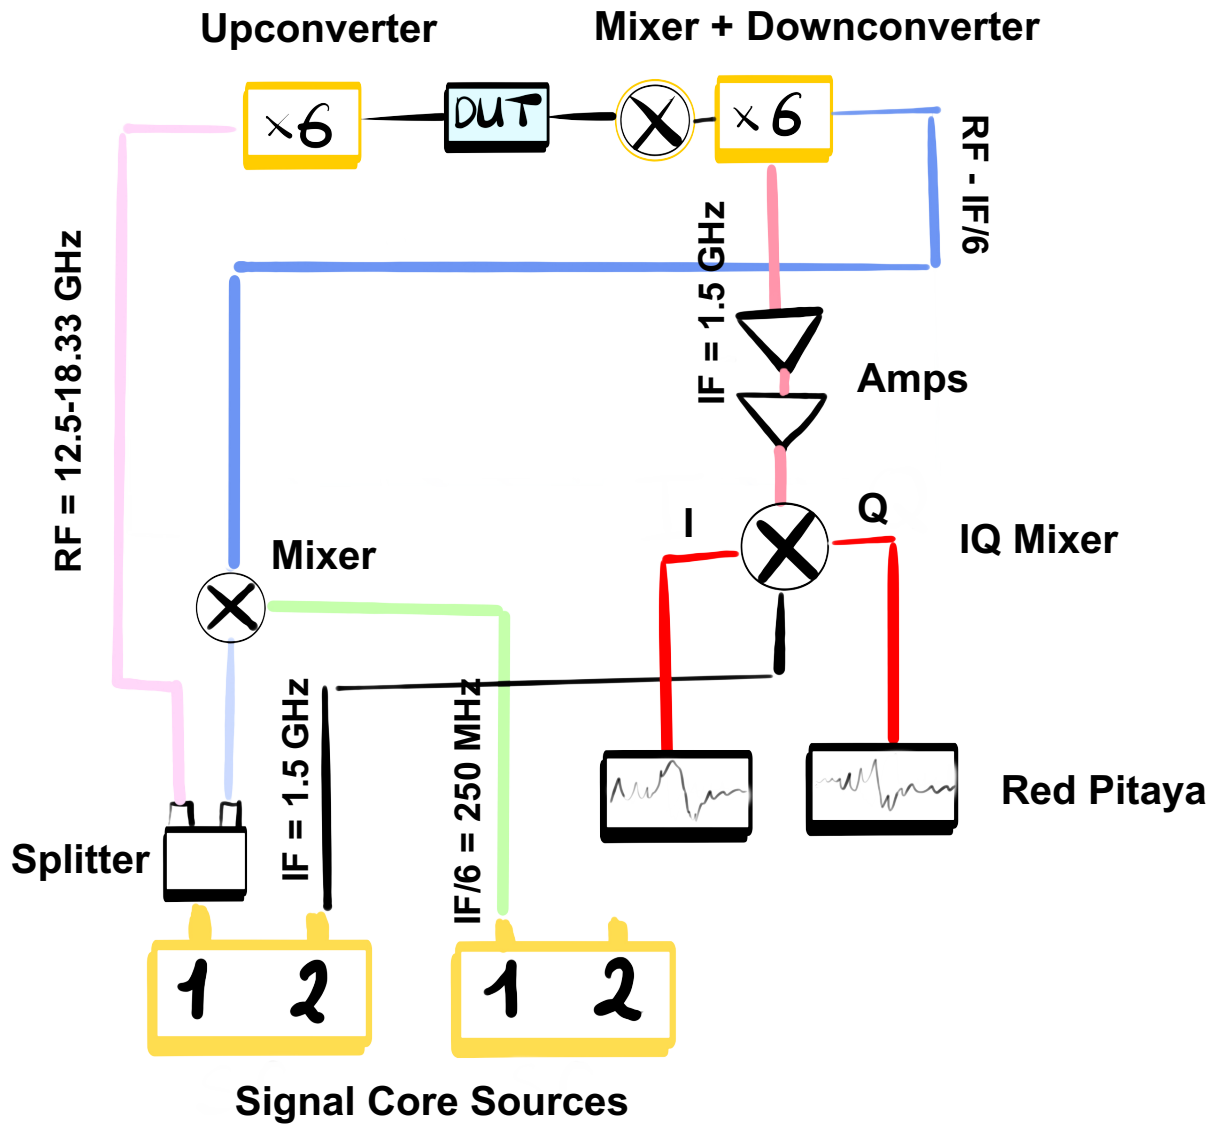 Upconverter
Mixer + Downconverter
×6
DUT
×6
RF - IF/6
RF = 12.5-18.33 GHz
IF = 1.5 GHz
Amps
I
Q
IQ Mixer
Mixer
IF = 1.5 GHz
IF/6 = 250 MHz
Red Pitaya
Splitter
1
2
1
2
Signal Core Sources